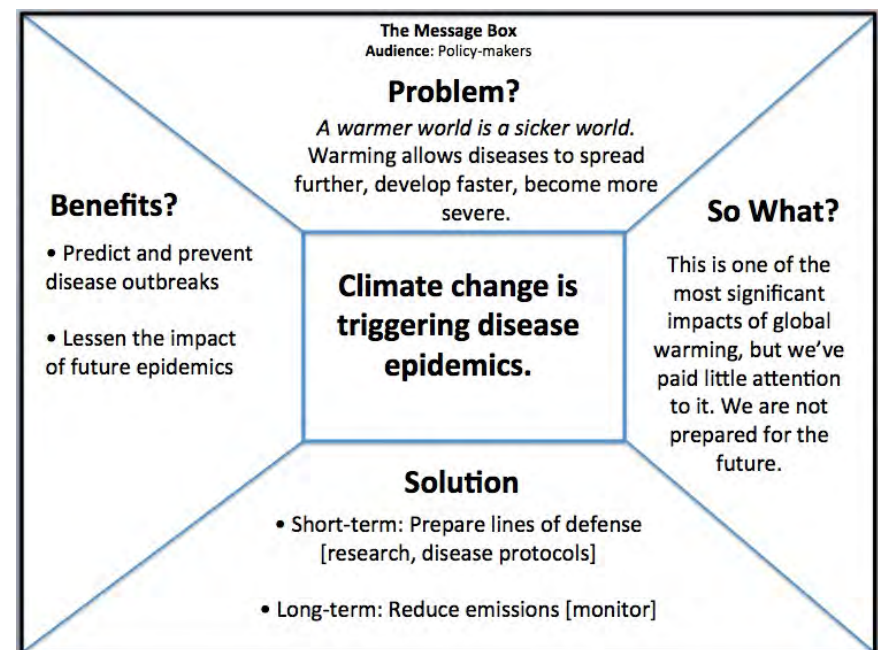 The Message Box
Audience: Policy-makers
Problem?
A warmer world is a sicker world.
Warming allows diseases to spread
further, develop faster, become more
severe.
Benefits?
• Predict and prevent
disease outbreaks
• Lessen the impact
of future epidemics
Climate change is
triggering disease
epidemics.
So What?
This is one of the
most significant
impacts of global
warming, but we’ve
paid little attention
to it. We are not
prepared for the
future.
Solution
• Short-term: Prepare lines of defense
[research, disease protocols]
• Long-term: Reduce emissions [monitor]